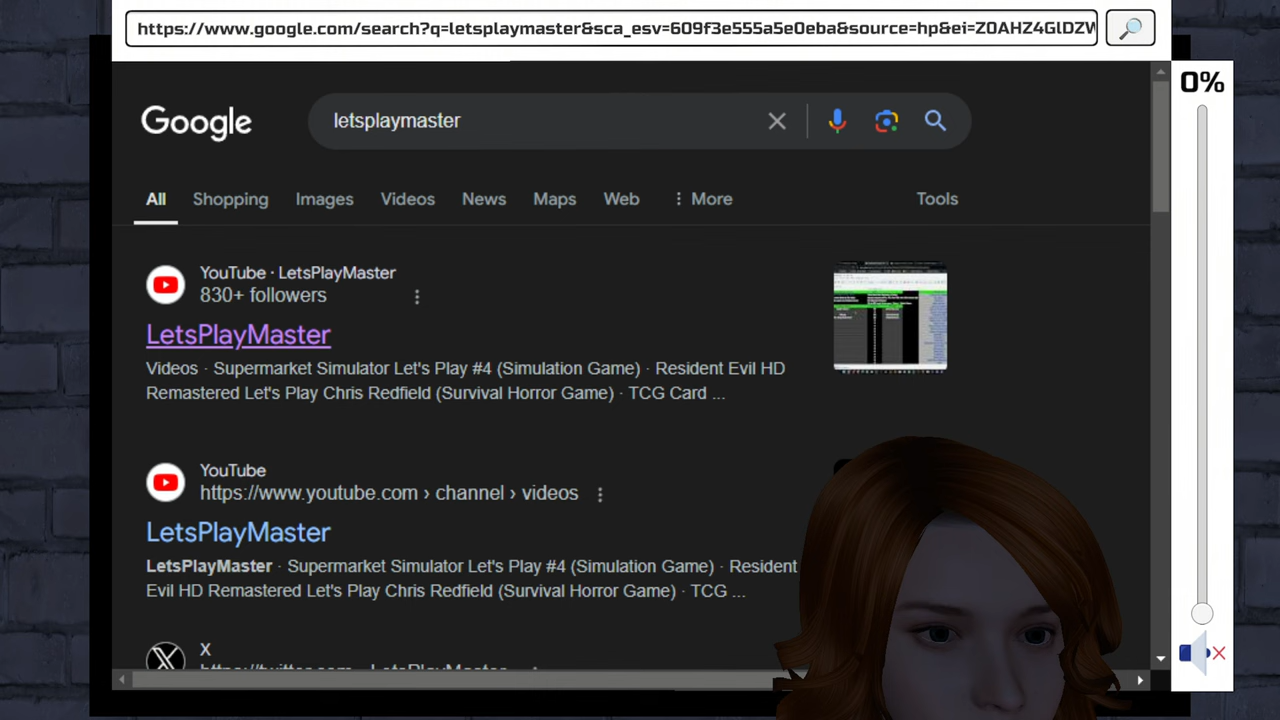 https://www.google.com/search?q=letsplaymaster&sca_esv=609f3e555a5e0eba&source=hp&ei=Z0AHZ4GlDZW
0%
Google
letsplaymaster
All Shopping Images Videos News Maps Web More Tools
YouTube · LetsPlayMaster
830+ followers
LetsPlayMaster
Videos · Supermarket Simulator Let's Play #4 (Simulation Game) · Resident Evil HD
Remastered Let's Play Chris Redfield (Survival Horror Game) · TCG Card ...
YouTube
https://www.youtube.com › channel › videos
LetsPlayMaster
LetsPlayMaster · Supermarket Simulator Let's Play #4 (Simulation Game) · Resident
Evil HD Remastered Let's Play Chris Redfield (Survival Horror Game) · TCG ...
X
https://twitter.com › LetsPlayMaster